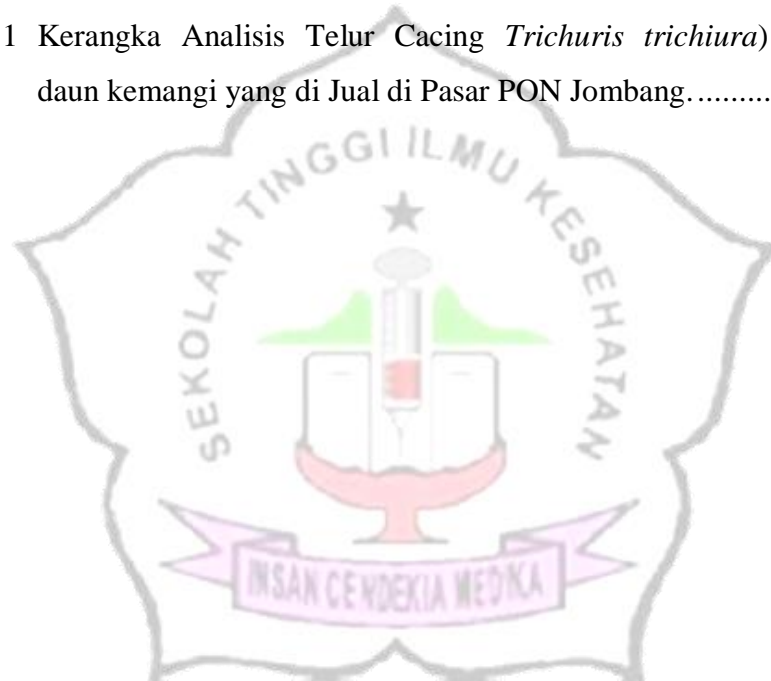 1 Kerangka Analisis Telur Cacing Trichuris trichiura)
daun kemangi yang di Jual di Pasar PON Jombang..........
SEKOLAH TINGGI ILMU KESEHATAN
INSAN CENDEKIA MEDIKA